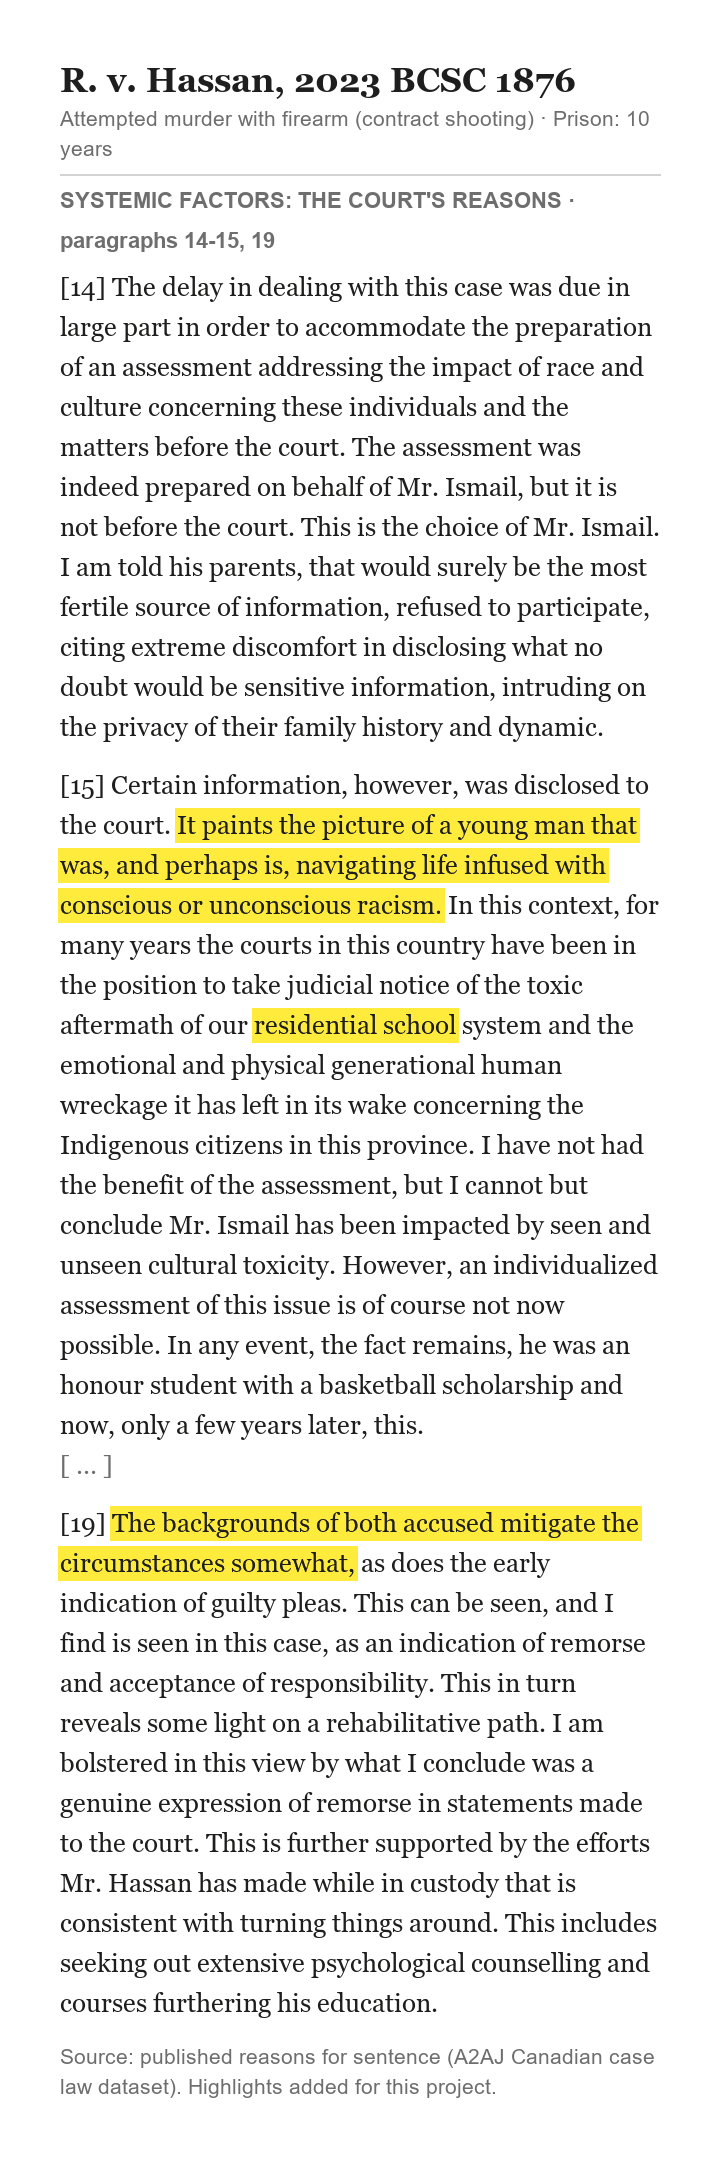 R. v. Hassan, 2023 BCSC 1876
Attempted murder with firearm (contract shooting) · Prison: 10
years
SYSTEMIC FACTORS: THE COURT'S REASONS ·
paragraphs 14-15, 19
[14] The delay in dealing with this case was due in
large part in order to accommodate the preparation
of an assessment addressing the impact of race and
culture concerning these individuals and the
matters before the court. The assessment was
indeed prepared on behalf of Mr. Ismail, but it is
not before the court. This is the choice of Mr. Ismail.
I am told his parents, that would surely be the most
fertile source of information, refused to participate,
citing extreme discomfort in disclosing what no
doubt would be sensitive information, intruding on
the privacy of their family history and dynamic.
[15] Certain information, however, was disclosed to
the court. It paints the picture of a young man that
was, and perhaps is, navigating life infused with
conscious or unconscious racism. In this context, for
many years the courts in this country have been in
the position to take judicial notice of the toxic
aftermath of our residential school system and the
emotional and physical generational human
wreckage it has left in its wake concerning the
Indigenous citizens in this province. I have not had
the benefit of the assessment, but I cannot but
conclude Mr. Ismail has been impacted by seen and
unseen cultural toxicity. However, an individualized
assessment of this issue is of course not now
possible. In any event, the fact remains, he was an
honour student with a basketball scholarship and
now, only a few years later, this.
[ ... ]
[19] The backgrounds of both accused mitigate the
circumstances somewhat, as does the early
indication of guilty pleas. This can be seen, and I
find is seen in this case, as an indication of remorse
and acceptance of responsibility. This in turn
reveals some light on a rehabilitative path. I am
bolstered in this view by what I conclude was a
genuine expression of remorse in statements made
to the court. This is further supported by the efforts
Mr. Hassan has made while in custody that is
consistent with turning things around. This includes
seeking out extensive psychological counselling and
courses furthering his education.
Source: published reasons for sentence (A2AJ Canadian case
law dataset). Highlights added for this project.